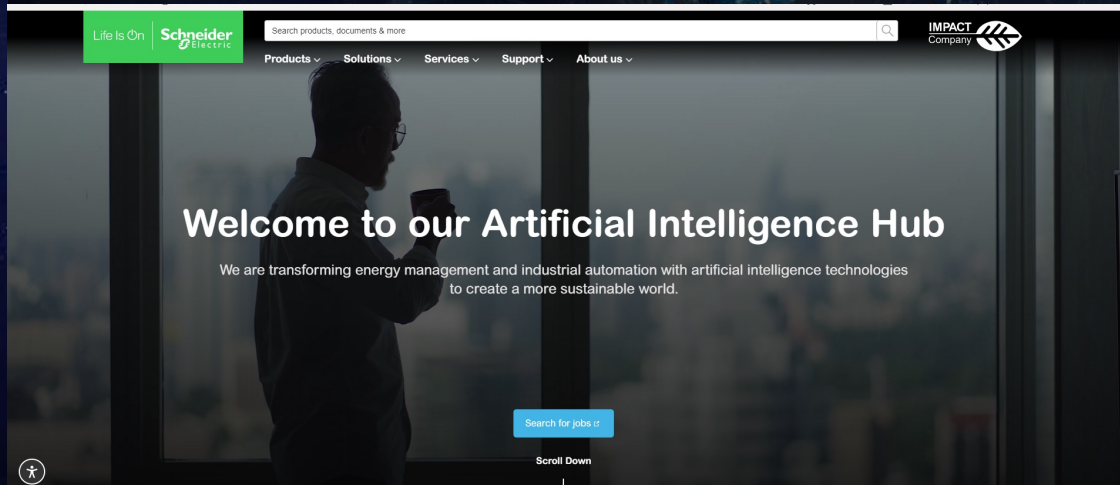 Life Is On
Schneider
Electric
Search products, documents & more
IMPACT
Company
Products
Solutions
Services
Support
About us
Welcome to our Artificial Intelligence Hub
We are transforming energy management and industrial automation with artificial intelligence technologies
to create a more sustainable world.
Search for jobs
Scroll Down